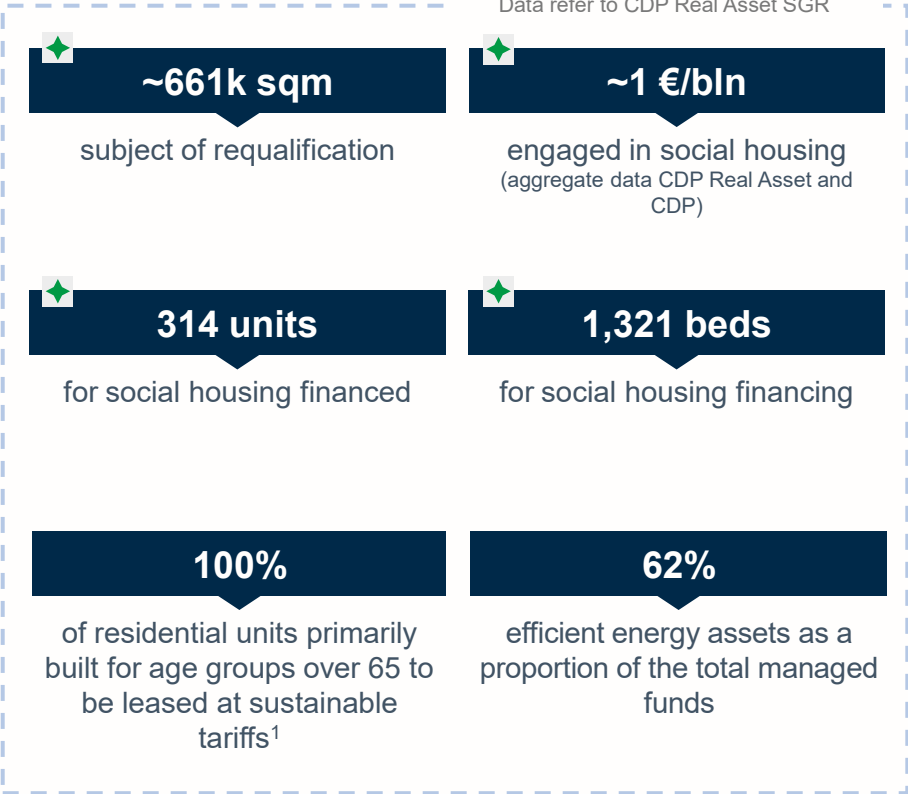 Data refer to CDP Real Asset SGR
~661k sqm
subject of requalification
~1 €/bln
engaged in social housing
(aggregate data CDP Real Asset and
CDP)
314 units
for social housing financed
1,321 beds
for social housing financing
100%
of residential units primarily
built for age groups over 65 to
be leased at sustainable
tariffs¹
62%
efficient energy assets as a
proportion of the total managed
funds